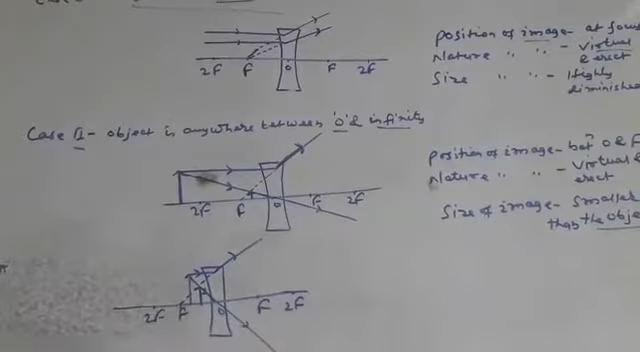 position of image- at focus
Nature " " - virtual
& erect
Size " " - Highly
diminished
2F F O F 2F
Case II- object is anywhere between 'O' & infinity
position of image- betn O & F
Nature " " - virtual &
erect
Size of image- smaller
than the object
2F F O F 2F
2F F O F 2F